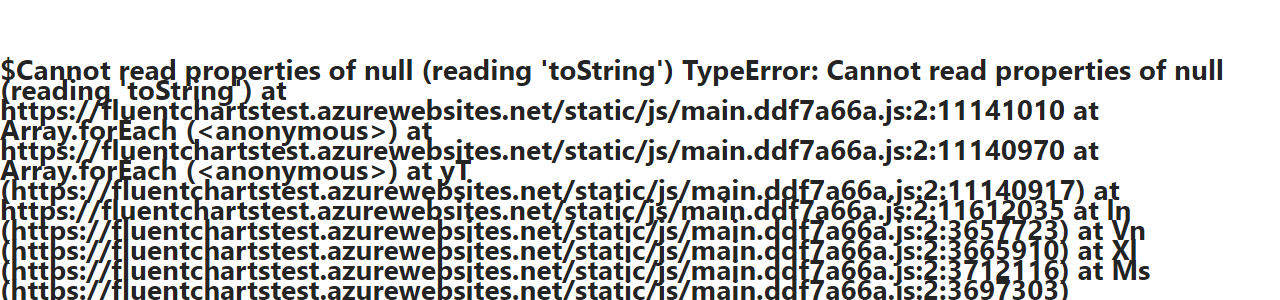 $Cannot read properties of null (reading 'toString') TypeError: Cannot read properties of null
(reading 'toString') at
https://fluentchartstest.azurewebsites.net/static/js/main.ddf7a66a.js:2:11141010 at
Array.forEach (<anonymous>) at
https://fluentchartstest.azurewebsites.net/static/js/main.ddf7a66a.js:2:11140970 at
Array.forEach (<anonymous>) at yT
(https://fluentchartstest.azurewebsites.net/static/js/main.ddf7a66a.js:2:11140917) at
https://fluentchartstest.azurewebsites.net/static/js/main.ddf7a66a.js:2:11612035 at In
(https://fluentchartstest.azurewebsites.net/static/js/main.ddf7a66a.js:2:3657723) at Vn
(https://fluentchartstest.azurewebsites.net/static/js/main.ddf7a66a.js:2:3665910) at Xl
(https://fluentchartstest.azurewebsites.net/static/js/main.ddf7a66a.js:2:3712116) at Ms
(https://fluentchartstest.azurewebsites.net/static/js/main.ddf7a66a.js:2:3697303)